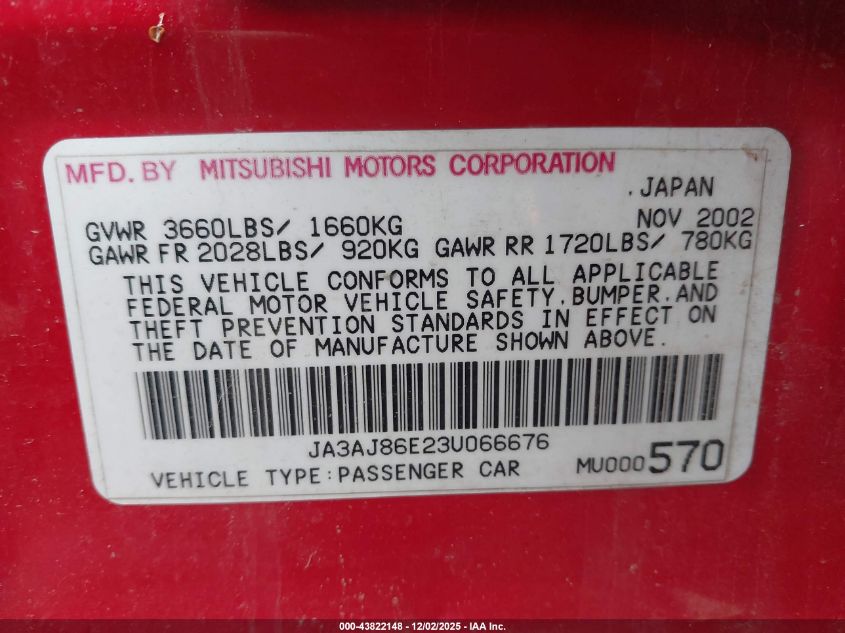 MFD. BY MITSUBISHI MOTORS CORPORATION
.JAPAN
GVWR 3660LBS/ 1660KG NOV 2002
GAWR FR 2028LBS/ 920KG GAWR RR 1720LBS/ 780KG
THIS VEHICLE CONFORMS TO ALL APPLICABLE
FEDERAL MOTOR VEHICLE SAFETY.BUMPER.AND
THEFT PREVENTION STANDARDS IN EFFECT ON
THE DATE OF MANUFACTURE SHOWN ABOVE.
JA3AJ86E23U066676
VEHICLE TYPE:PASSENGER CAR MU000570
000-43822148 - 12/02/2025 - IAA Inc.